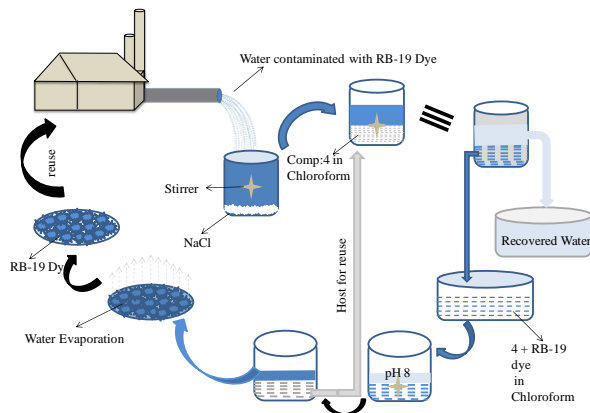 Water contaminated with RB-19 Dye
reuse
Comp:4 in
Chloroform
Stirrer
NaCl
Recovered Water
RB-19 Dy
Host for reuse
Water Evaporation
pH 8
4 + RB-19
dye
in
Chloroform